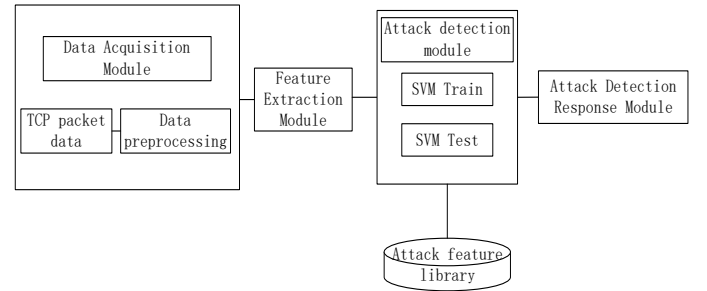 Data Acquisition
Module
TCP packet
data
Data
preprocessing
Feature
Extraction
Module
Attack detection
module
SVM Train
SVM Test
Attack feature
library
Attack Detection
Response Module